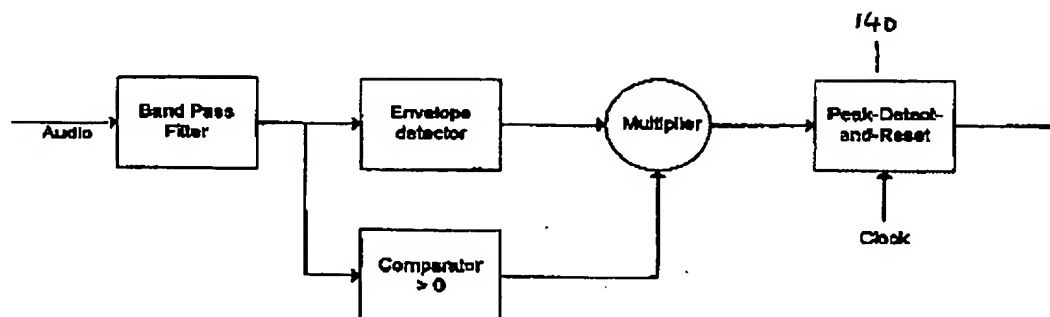 140
Audio
Band Pass
Filter
Envelope
detector
Multiplier
Peak-Detect-
and-Reset
Clock
Comparator
> 0